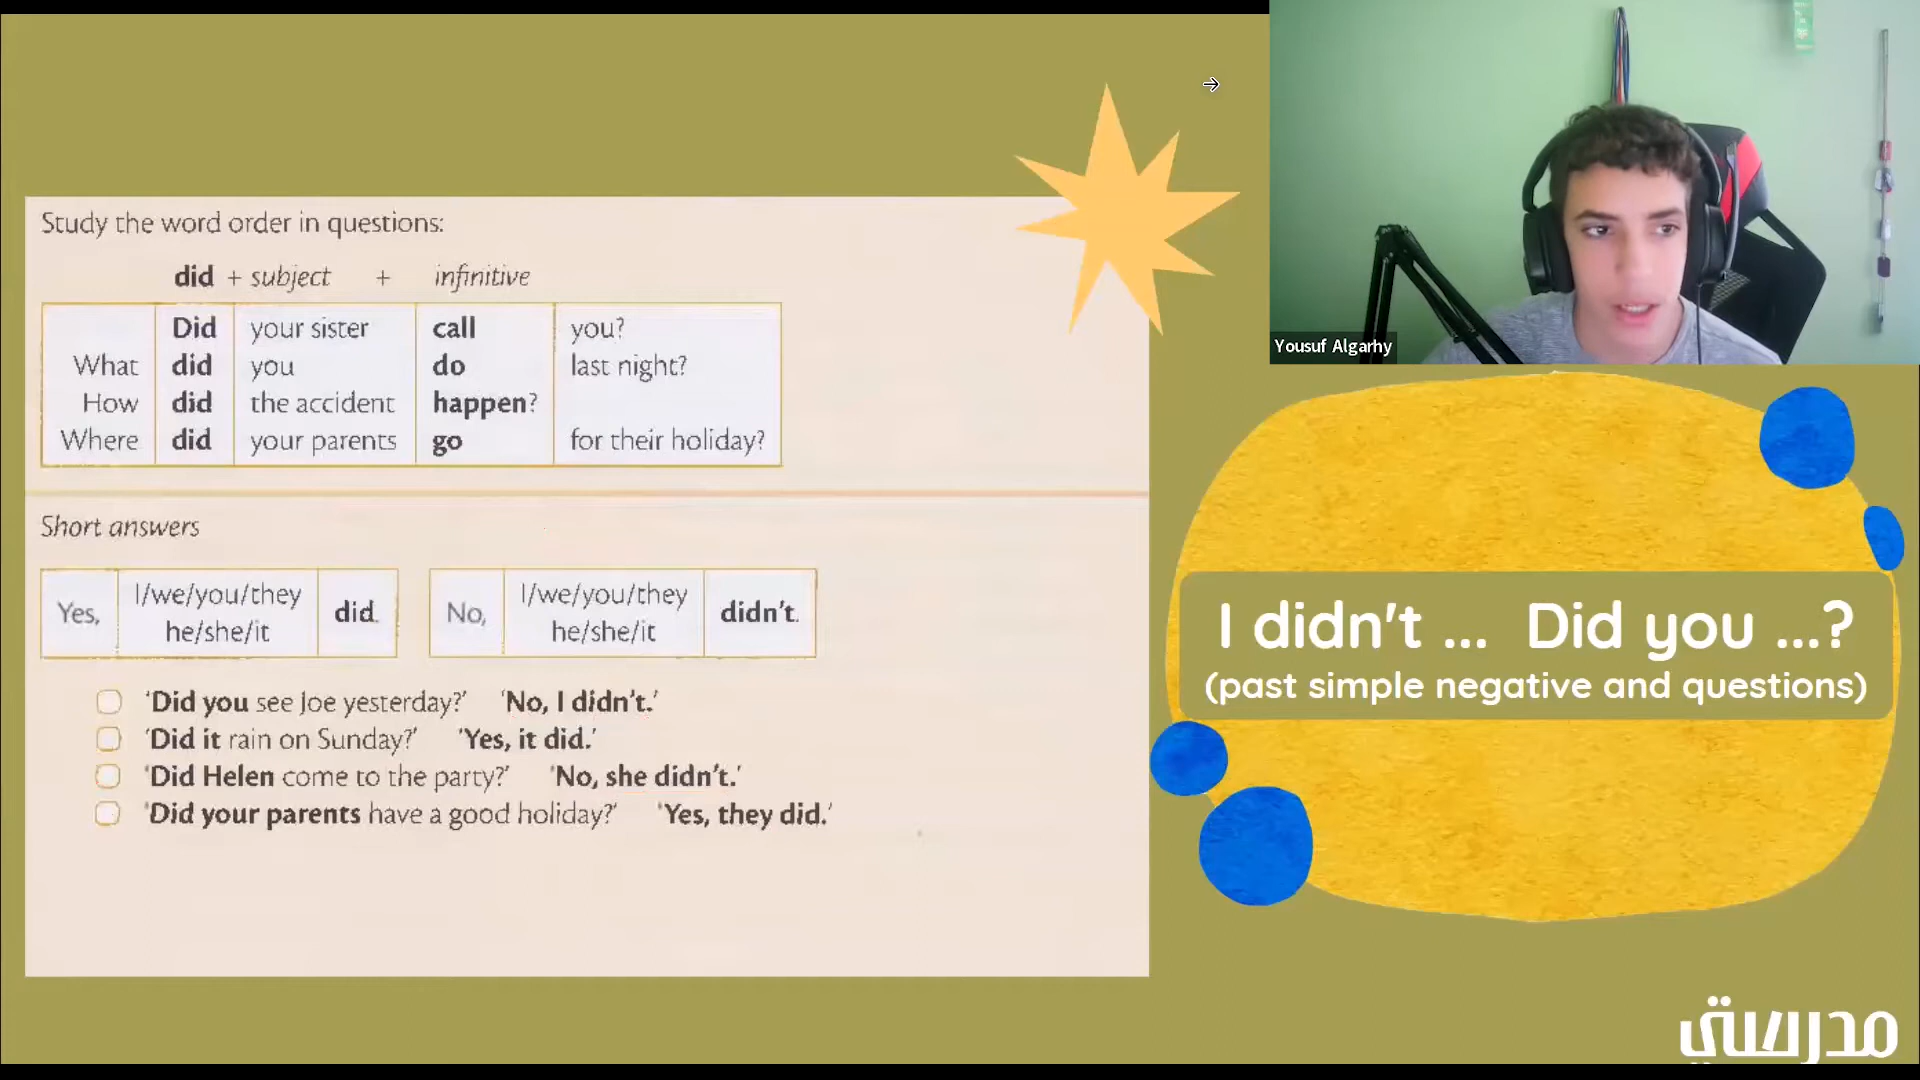 Study the word order in questions:
did + subject + infinitive
Did your sister call you?
What did you do last night?
How did the accident happen?
Where did your parents go for their holiday?
Short answers
Yes, I/we/you/they he/she/it did.
No, I/we/you/they he/she/it didn't.
'Did you see Joe yesterday?' 'No, I didn't.'
'Did it rain on Sunday?' 'Yes, it did.'
'Did Helen come to the party?' 'No, she didn't.'
'Did your parents have a good holiday?' 'Yes, they did.'
Yousuf Algarhy
I didn't ... Did you ...?
(past simple negative and questions)
مدرستي